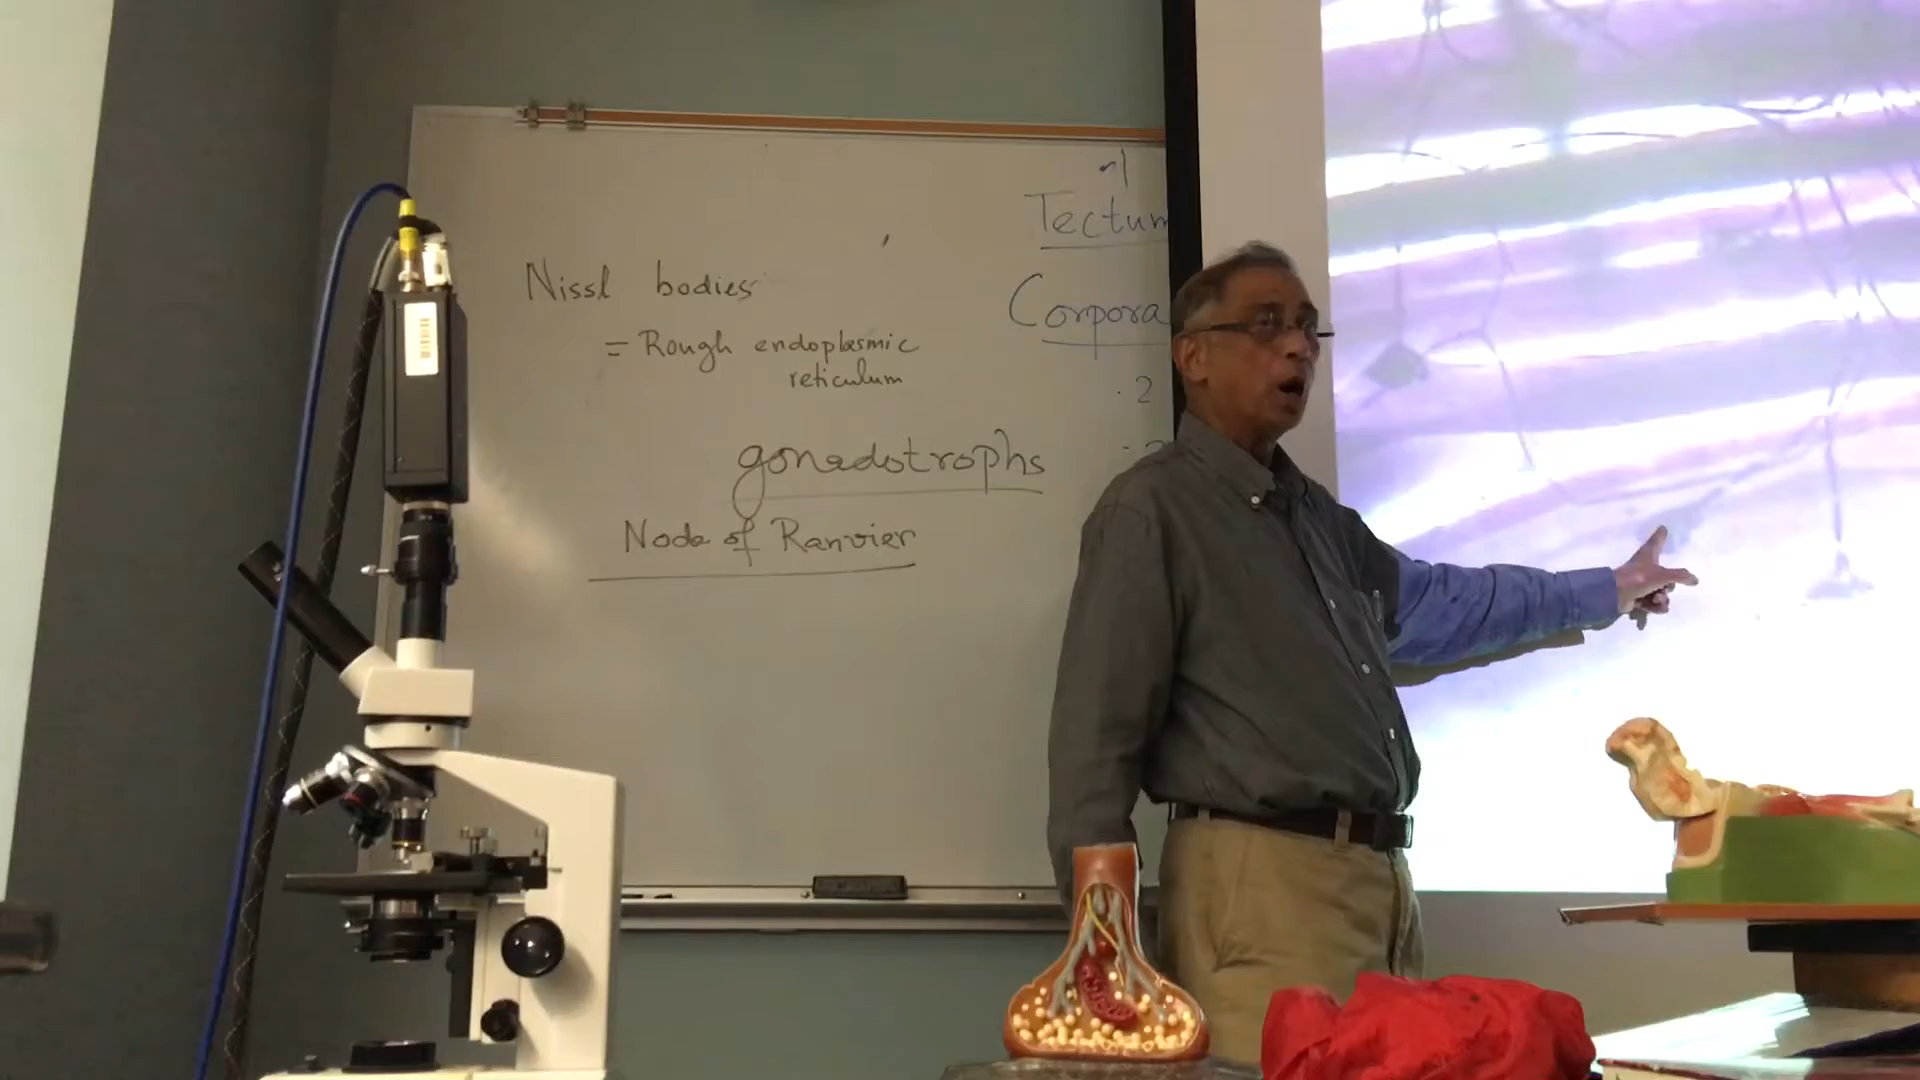 Nissl bodies
= Rough endoplasmic
reticulum
gonadotrophs
Node of Ranvier
Tectum
Corpora
.2